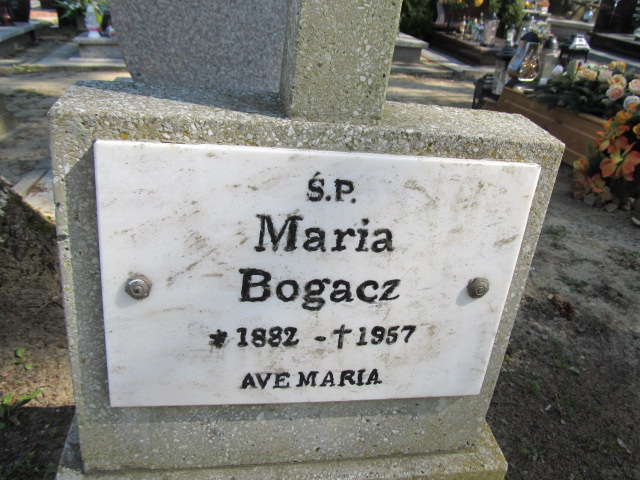 Ś.P.
Maria
Bogacz
* 1882 - † 1957
AVE MARIA